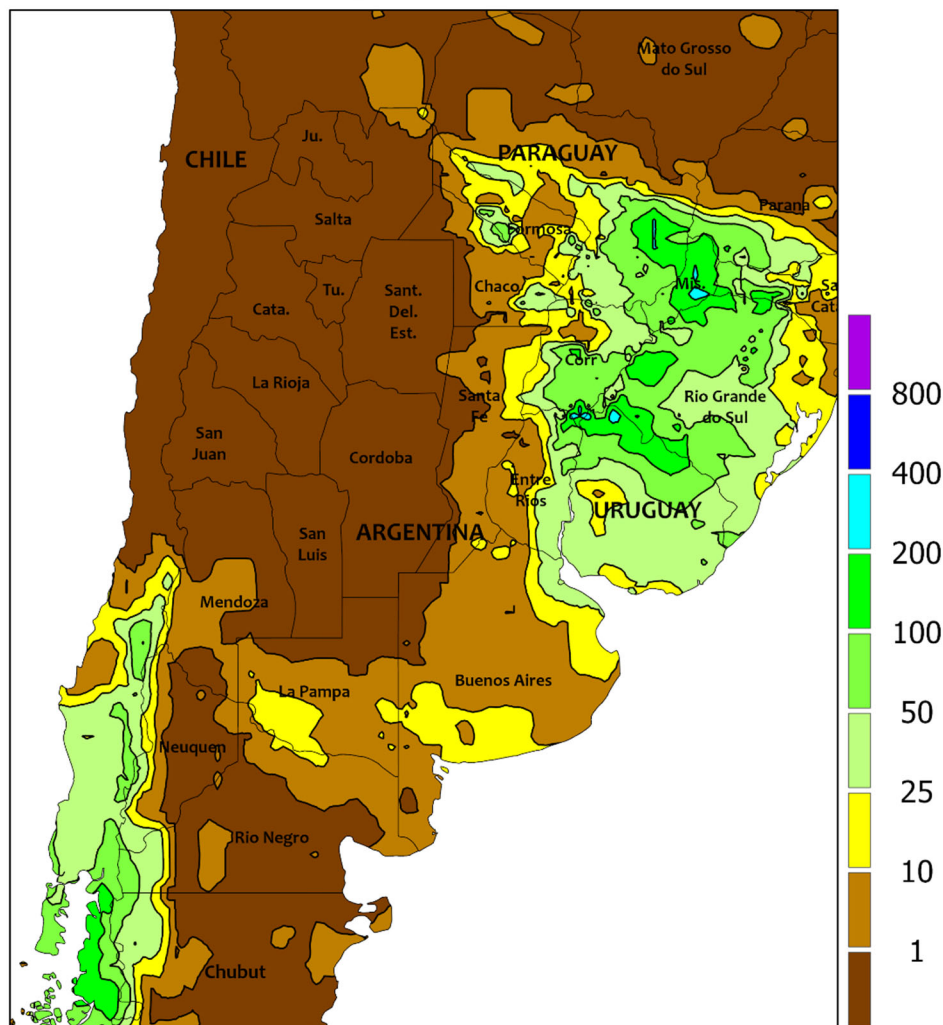 Mato Grosso
do Sul
Ju.
CHILE
PARAGUAY
Parana
Salta
Formosa
Chaco
Mis.
Sa
Cat
Tu.
Sant.
Del.
Est.
Cata.
Corr
La Rioja
Santa
Fe
Rio Grande
do Sul
San
Juan
Cordoba
Entre
Rios
URUGUAY
ARGENTINA
San
Luis
Mendoza
Buenos Aires
La Pampa
Neuquen
Rio Negro
Chubut
800
400
200
100
50
25
10
1